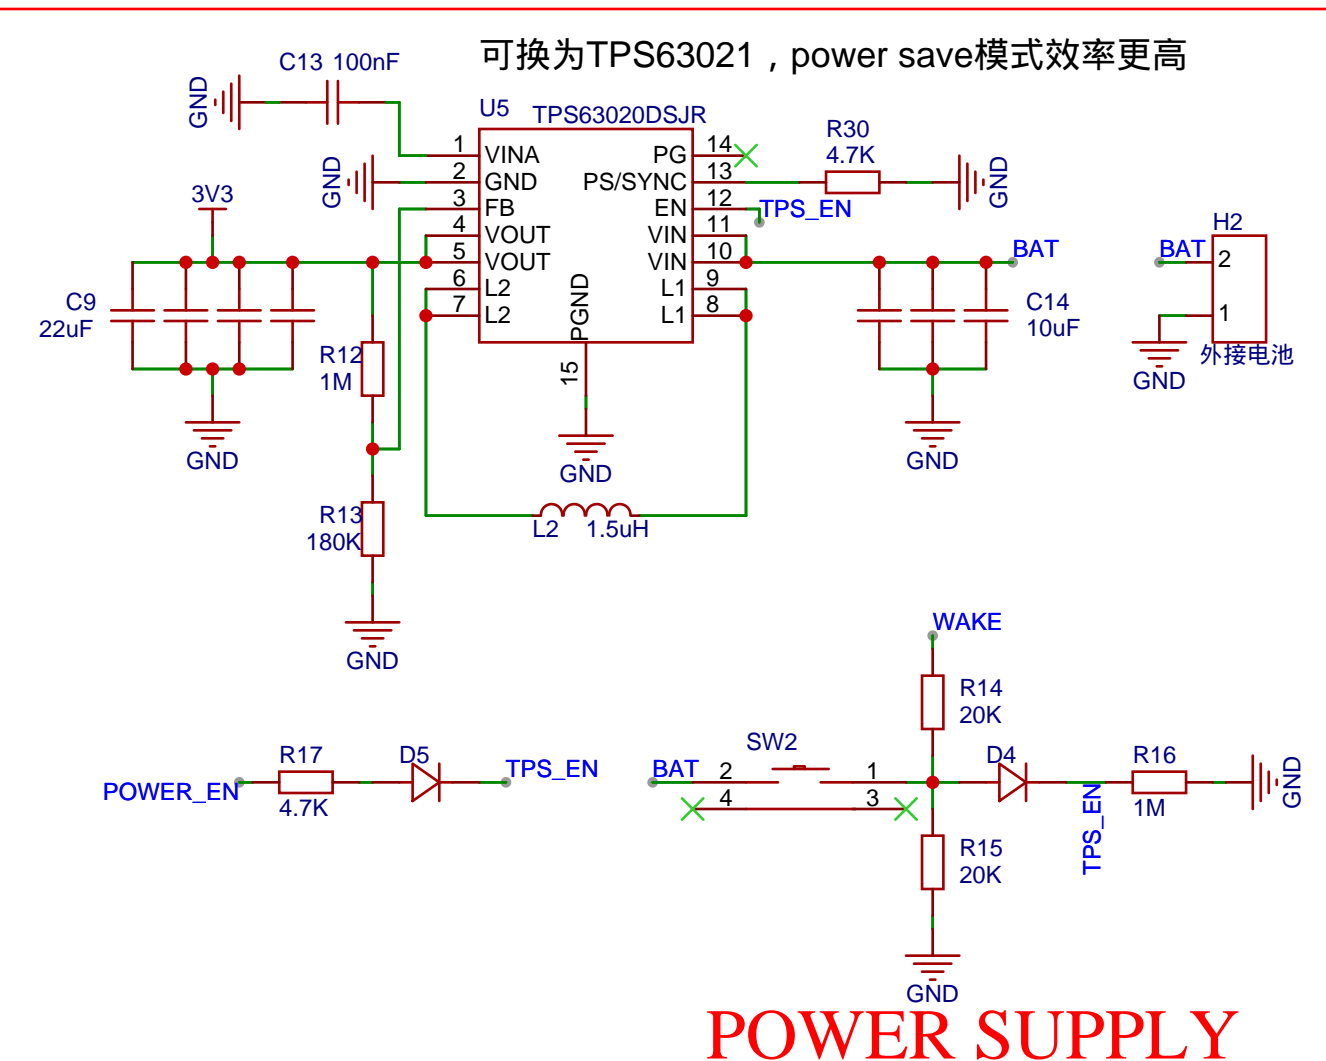 可换为TPS63021，power save模式效率更高
C13 100nF
GND
U5
TPS63020DSJR
1
VINA
2
GND
3
FB
4
VOUT
5
VOUT
6
L2
7
L2
PGND
15
PG
14
PS/SYNC
13
EN
12
VIN
11
VIN
10
L1
9
L1
8
GND
R30
4.7K
GND
TPS_EN
3V3
C9
22uF
GND
R12
1M
R13
180K
GND
GND
L2
1.5uH
BAT
C14
10uF
GND
H2
BAT
2
1
外接电池
GND
POWER_EN
R17
4.7K
D5
TPS_EN
BAT
SW2
2
1
4
3
WAKE
R14
20K
D4
TPS_EN
R16
1M
GND
R15
20K
GND
POWER SUPPLY